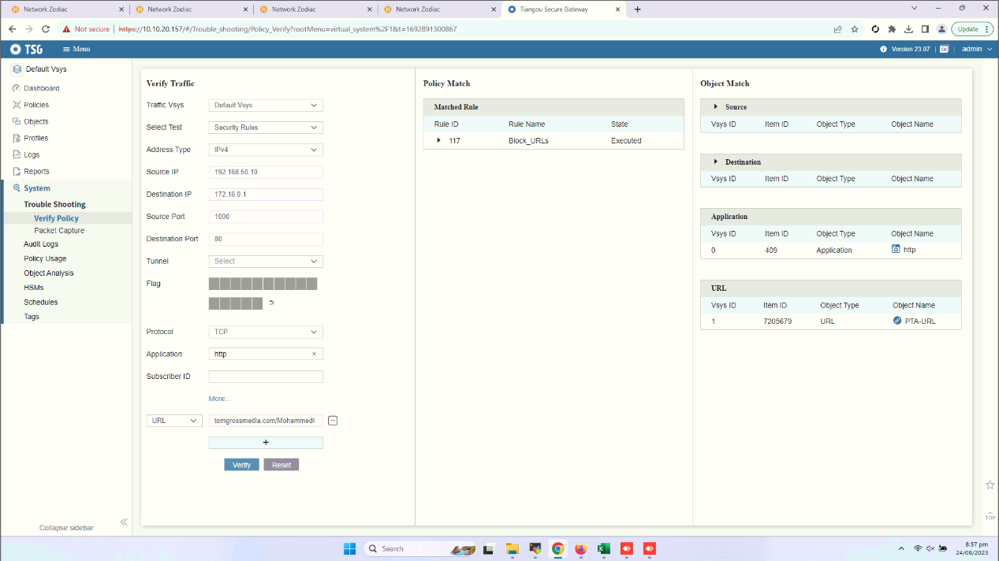 Network Zodiac
Network Zodiac
Network Zodiac
Network Zodiac
Tiangou Secure Gateway
Not secure
https://10.10.20.157/#/Trouble_shooting/Policy_Verify?rootMenu=virtual_system%2F1&t=1692891300867
Update
TSG
Menu
Version 23.07
EN
admin
Default Vsys
Dashboard
Policies
Objects
Profiles
Logs
Reports
System
Trouble Shooting
Verify Policy
Packet Capture
Audit Logs
Policy Usage
Object Analysis
HSMs
Schedules
Tags
Collapse sidebar
Verify Traffic
Traffic Vsys Default Vsys
Select Test Security Rules
Address Type IPv4
Source IP 192.168.50.10
Destination IP 172.16.0.1
Source Port 1000
Destination Port 80
Tunnel Select
Flag
Protocol TCP
Application http ×
Subscriber ID
More...
URL tomgrossmedia.com/Mohammed
+
Verify Reset
Policy Match
Matched Rule
Rule ID Rule Name State
117 Block_URLs Executed
Object Match
Source
Vsys ID Item ID Object Type Object Name
Destination
Vsys ID Item ID Object Type Object Name
Application
Vsys ID Item ID Object Type Object Name
0 409 Application http
URL
Vsys ID Item ID Object Type Object Name
1 7205679 URL PTA-URL
TOP
Search
8:37 pm
24/08/2023